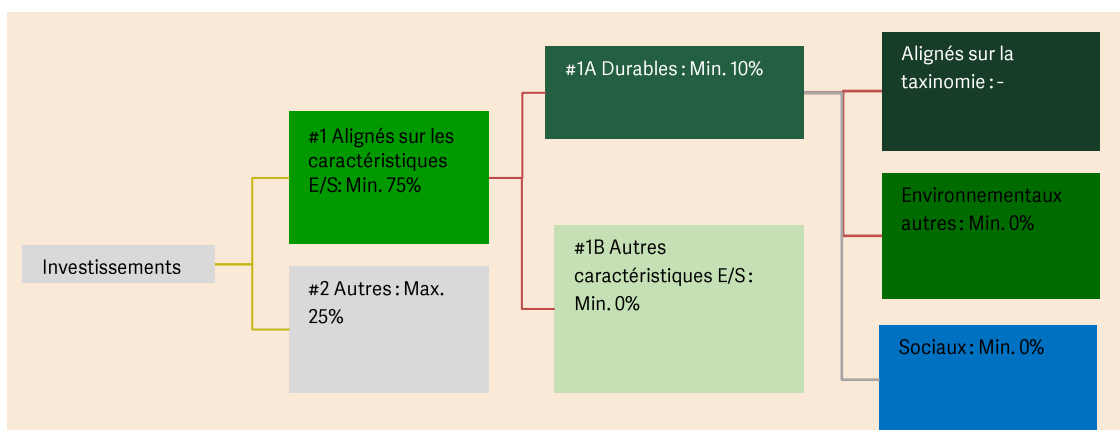 Investissements
#1 Alignés sur les
caractéristiques
E/S: Min. 75%
#2 Autres : Max.
25%
#1A Durables : Min. 10%
#1B Autres
caractéristiques E/S :
Min. 0%
Alignés sur la
taxinomie : -
Environnementaux
autres : Min. 0%
Sociaux : Min. 0%